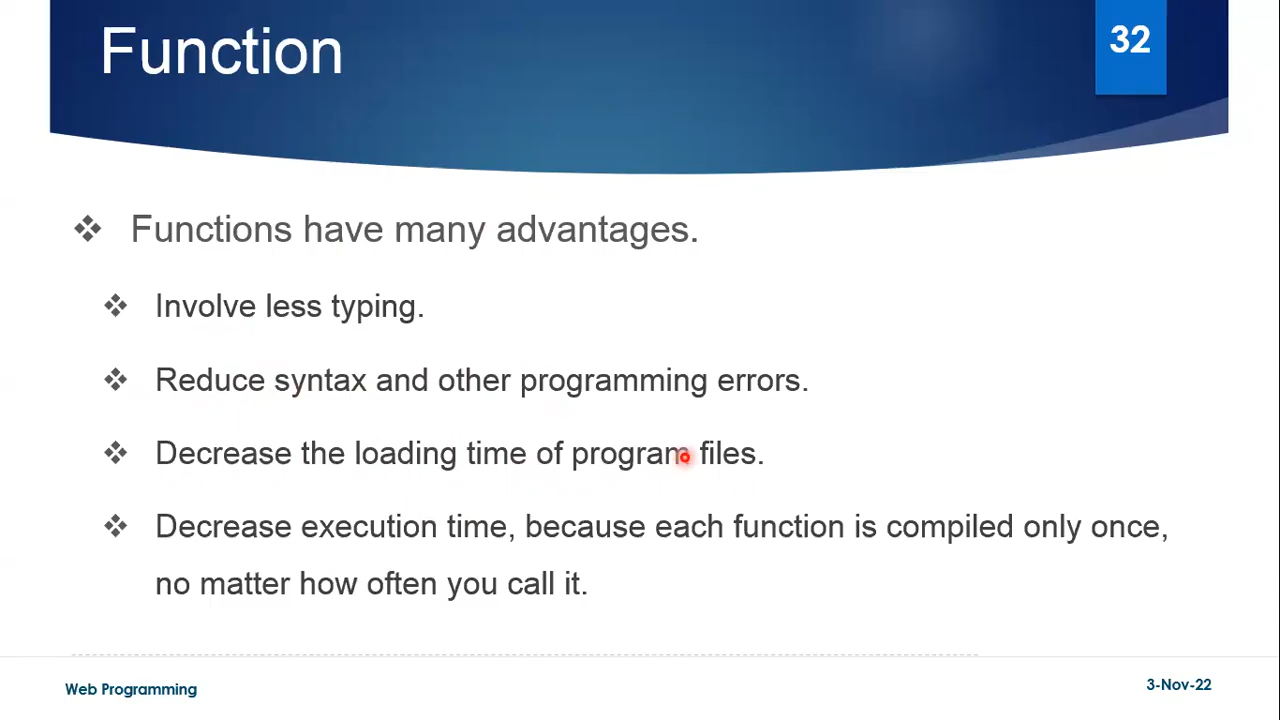 Function
32
Functions have many advantages.
Involve less typing.
Reduce syntax and other programming errors.
Decrease the loading time of program files.
Decrease execution time, because each function is compiled only once,
no matter how often you call it.
Web Programming
3-Nov-22